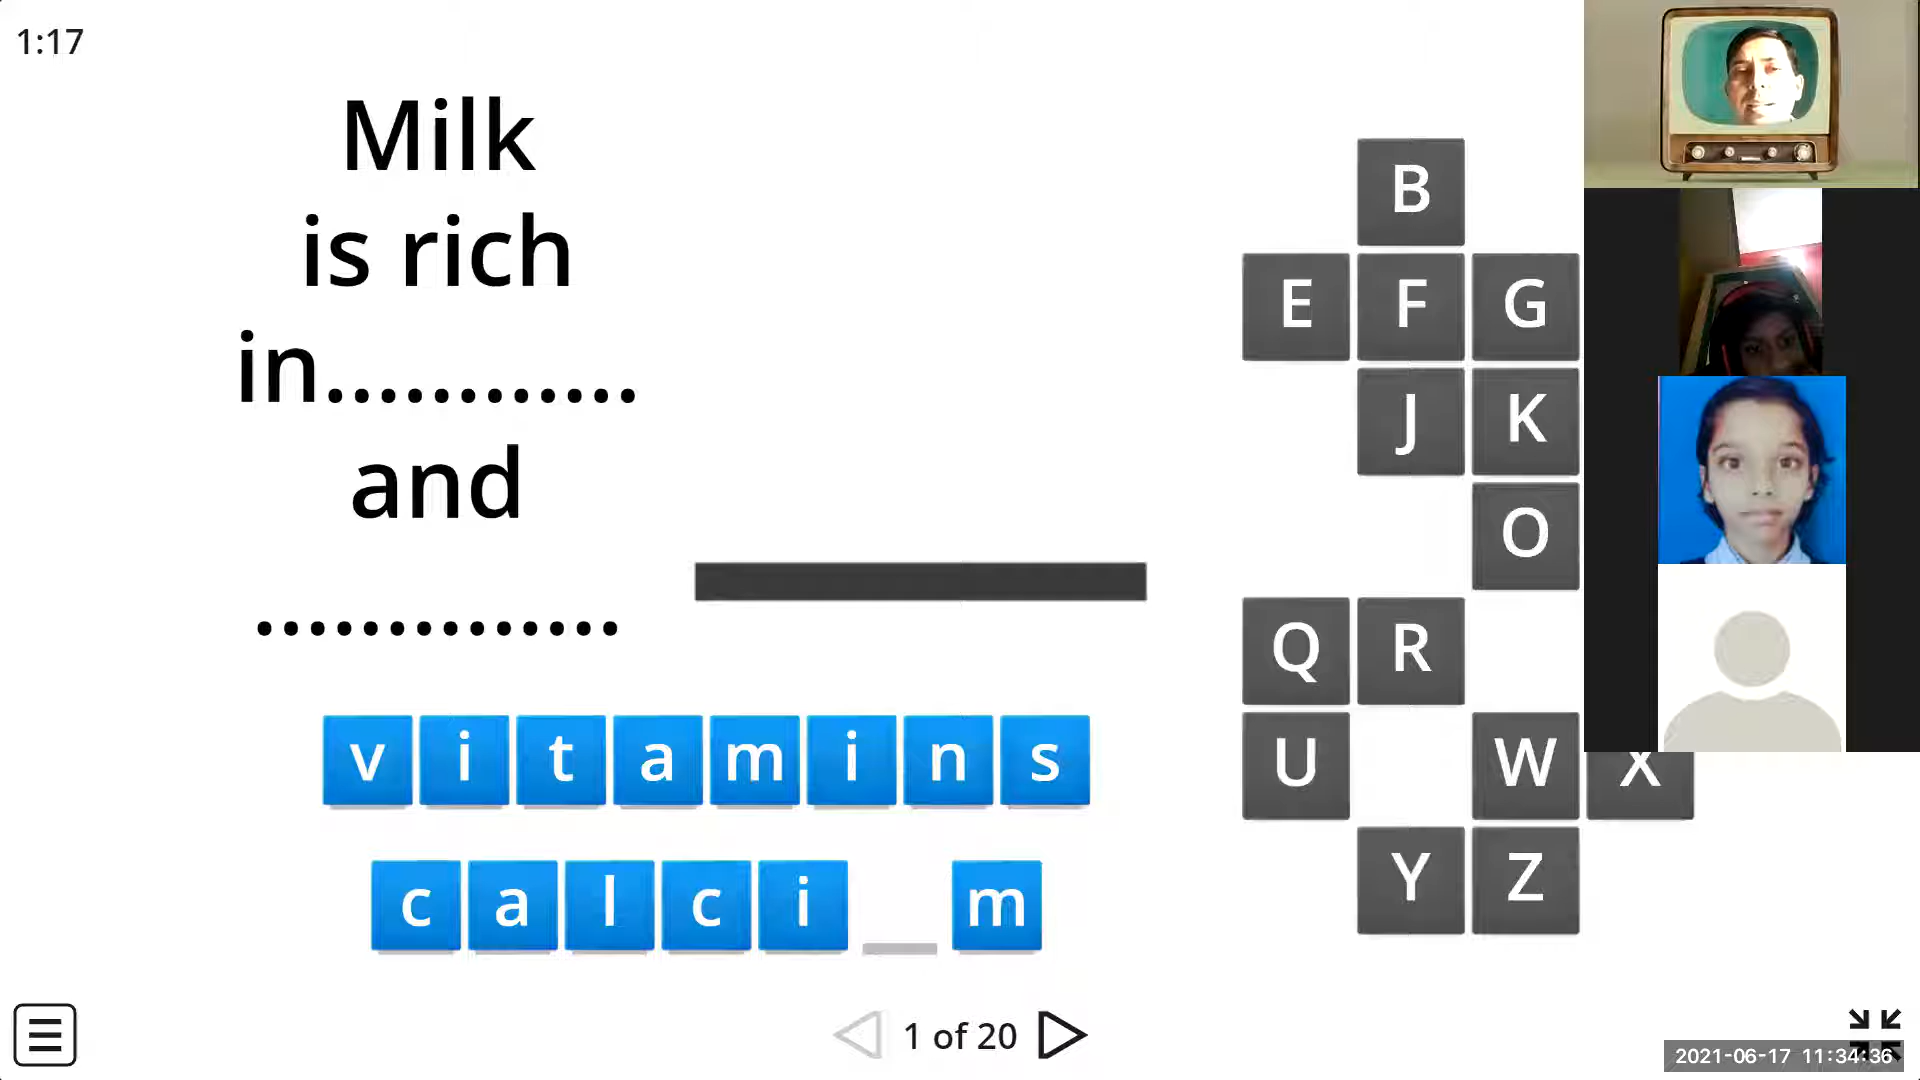 1:17
Milk
is rich
in............
and
..............
B
E F G
J K
O
Q R
U W X
Y Z
v i t a m i n s
c a l c i _ m
1 of 20
2021-06-17 11:34:36